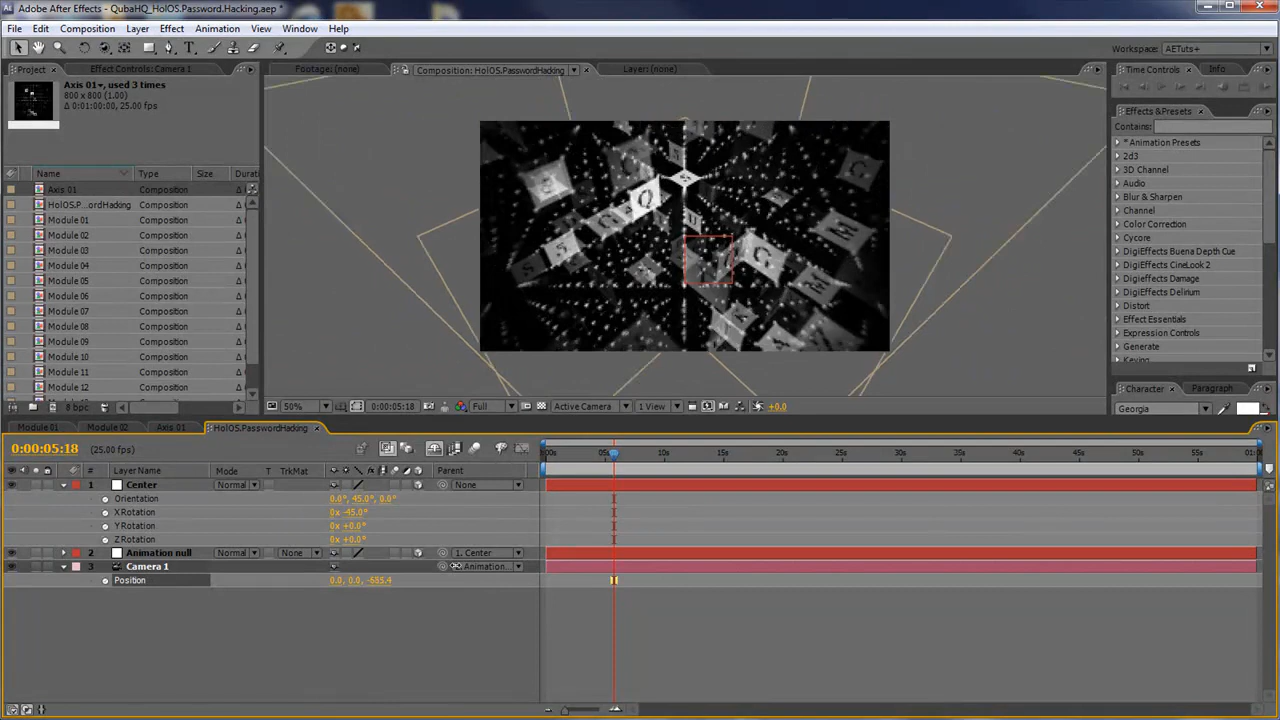 Adobe After Effects - QubaHQ_HolOS.Password.Hacking.aep *
File Edit Composition Layer Effect Animation View Window Help
Workspace: AETuts+
Project Effect Controls: Camera 1
Footage: (none) Composition: HolOS.PasswordHacking Layer: (none)
Time Controls Info
Axis 01, used 3 times
800 x 800 (1.00)
Δ 0:01:00:00, 25.00 fps
Effects & Presets
Contains:
* Animation Presets
2d3
3D Channel
Audio
Blur & Sharpen
Channel
Color Correction
Cycore
DigiEffects Buena Depth Cue
DigiEffects CineLook 2
DigiEffects Damage
DigiEffects Delirium
Distort
Effect Essentials
Expression Controls
Generate
Keying
Name Type Size Duratio
Axis 01 Composition
HolOS.P...ordHacking Composition
Module 01 Composition
Module 02 Composition
Module 03 Composition
Module 04 Composition
Module 05 Composition
Module 06 Composition
Module 07 Composition
Module 08 Composition
Module 09 Composition
Module 10 Composition
Module 11 Composition
Module 12 Composition
8 bpc
50% 0:00:05:18 Full Active Camera 1 View +0.0
Character Paragraph
Georgia
Module 01 Module 02 Axis 01 HolOS.PasswordHacking
0:00:05:18 (25.00 fps)
05s 10s 15s 20s 25s 30s 35s 40s 45s 50s 55s 01:00
# Layer Name Mode T TrkMat Parent
1 Center Normal None
Orientation 0.0°, 45.0°, 0.0°
X Rotation 0x -45.0°
Y Rotation 0x +0.0°
Z Rotation 0x +0.0°
2 Animation null Normal None 1. Center
3 Camera 1 Animation...
Position 0.0, 0.0, -685.4